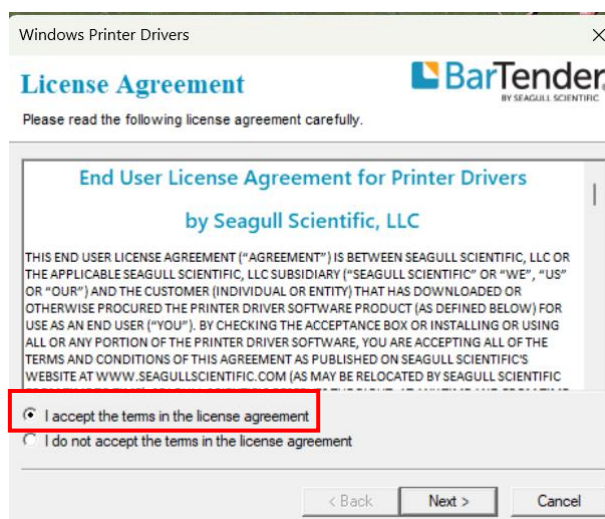 Windows Printer Drivers
License Agreement
BarTender
BY SEAGULL SCIENTIFIC
Please read the following license agreement carefully.
End User License Agreement for Printer Drivers
by Seagull Scientific, LLC
THIS END USER LICENSE AGREEMENT ("AGREEMENT") IS BETWEEN SEAGULL SCIENTIFIC, LLC OR
THE APPLICABLE SEAGULL SCIENTIFIC, LLC SUBSIDIARY ("SEAGULL SCIENTIFIC" OR "WE", "US"
OR "OUR") AND THE CUSTOMER (INDIVIDUAL OR ENTITY) THAT HAS DOWNLOADED OR
OTHERWISE PROCURED THE PRINTER DRIVER SOFTWARE PRODUCT (AS DEFINED BELOW) FOR
USE AS AN END USER ("YOU"). BY CHECKING THE ACCEPTANCE BOX OR INSTALLING OR USING
ALL OR ANY PORTION OF THE PRINTER DRIVER SOFTWARE, YOU ARE ACCEPTING ALL OF THE
TERMS AND CONDITIONS OF THIS AGREEMENT AS PUBLISHED ON SEAGULL SCIENTIFIC'S
WEBSITE AT WWW.SEAGULLSCIENTIFIC.COM (AS MAY BE RELOCATED BY SEAGULL SCIENTIFIC
I accept the terms in the license agreement
I do not accept the terms in the license agreement
< Back
Next >
Cancel